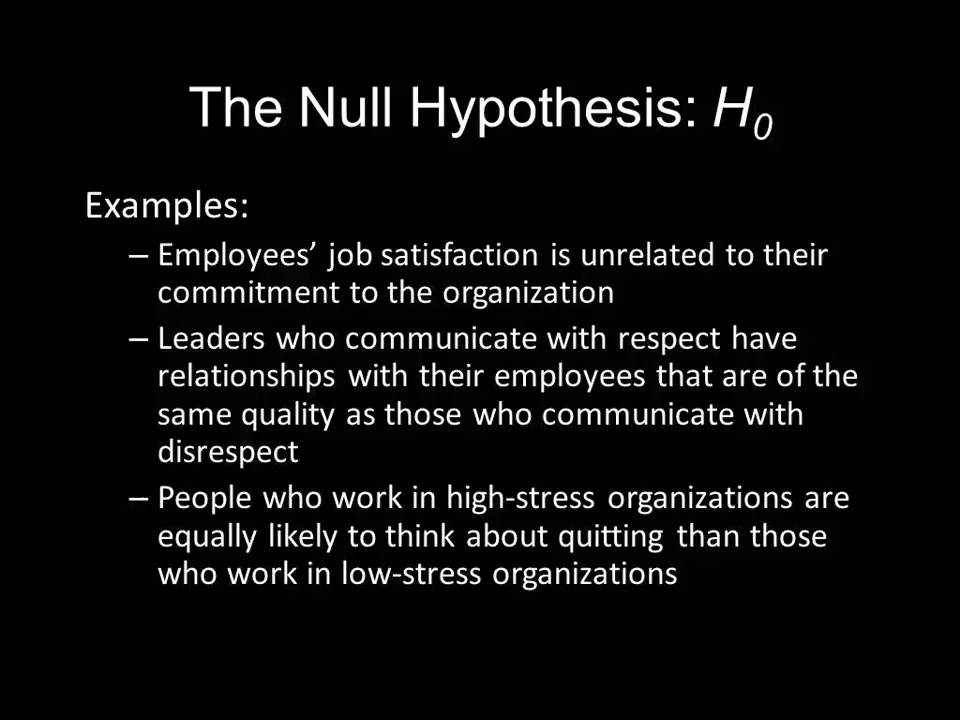 The Null Hypothesis: H0
Examples:
– Employees’ job satisfaction is unrelated to their
commitment to the organization
– Leaders who communicate with respect have
relationships with their employees that are of the
same quality as those who communicate with
disrespect
– People who work in high-stress organizations are
equally likely to think about quitting than those
who work in low-stress organizations